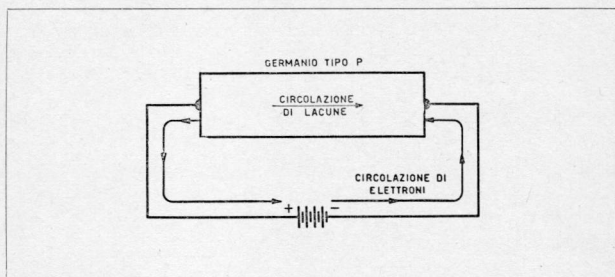 GERMANIO TIPO P
CIRCOLAZIONE
DI LACUNE
CIRCOLAZIONE DI
ELETTRONI
+ −